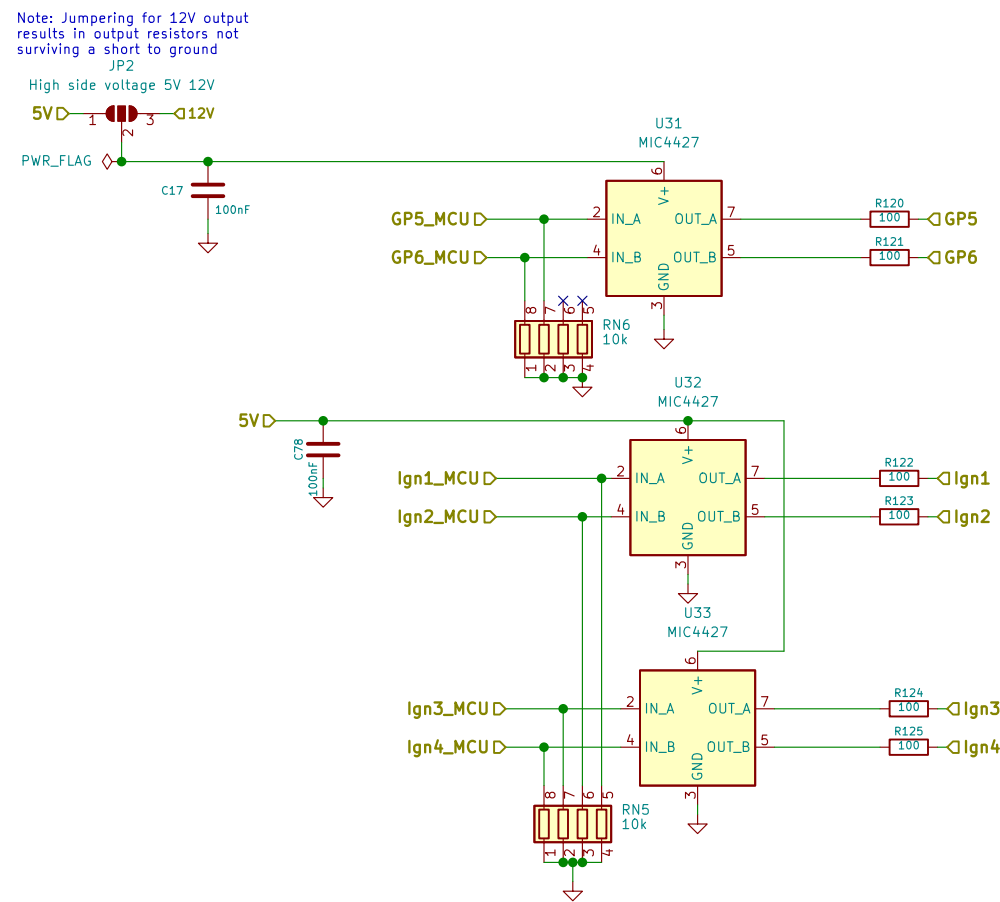 Note: Jumpering for 12V output
results in output resistors not
surviving a short to ground
JP2
High side voltage 5V 12V
5V 1 2 3 12V
PWR_FLAG
C17
100nF
U31
MIC4427
6
V+
GP5_MCU 2 IN_A OUT_A 7 R120 100 GP5
GP6_MCU 4 IN_B OUT_B 5 R121 100 GP6
GND
3
8 7 6 5
RN6
10k
1 2 3 4
U32
MIC4427
5V
C78
100nF
6
V+
Ign1_MCU 2 IN_A OUT_A 7 R122 100 Ign1
Ign2_MCU 4 IN_B OUT_B 5 R123 100 Ign2
GND
3
U33
MIC4427
6
V+
Ign3_MCU 2 IN_A OUT_A 7 R124 100 Ign3
Ign4_MCU 4 IN_B OUT_B 5 R125 100 Ign4
GND
3
8 7 6 5
RN5
10k
1 2 3 4